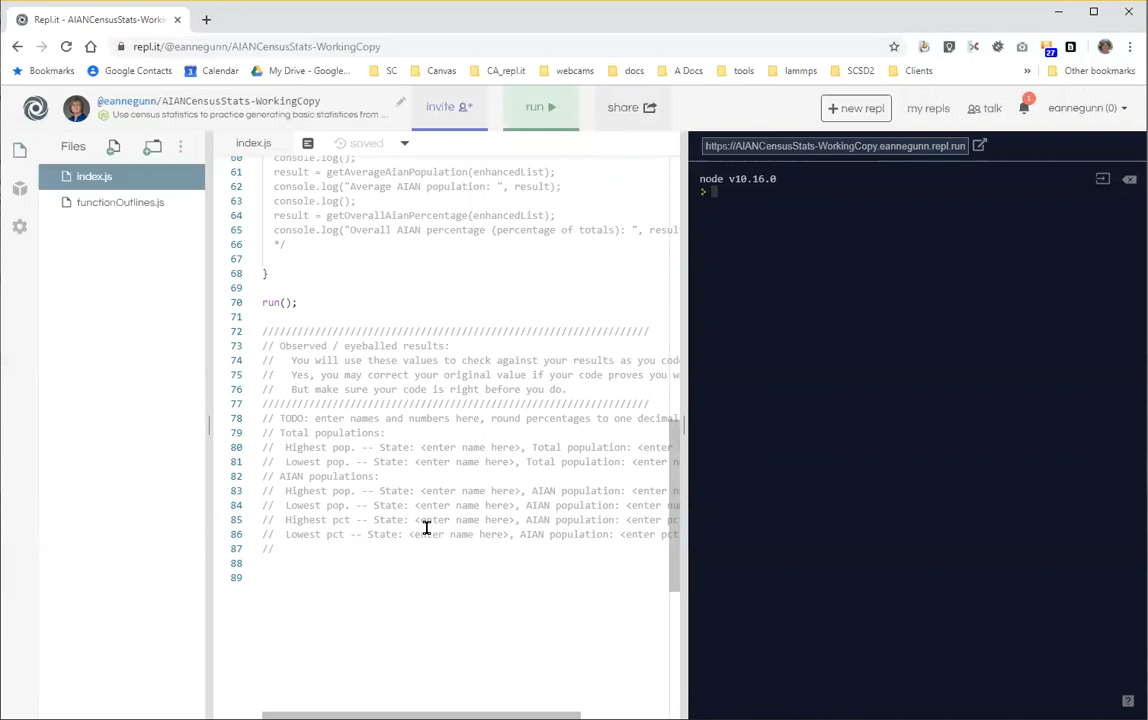 Repl.it - AIANCensusStats-Worki
repl.it/@eannegunn/AIANCensusStats-WorkingCopy
27
Bookmarks Google Contacts 3 Calendar My Drive - Google... SC Canvas CA_repl.it webcams docs A Docs tools lammps SCSD2 Clients » Other bookmarks
@eannegunn/AIANCensusStats-WorkingCopy
Use census statistics to practice generating basic statistics from ...
invite
run
share
+ new repl
my repls
talk
1
eannegunn (0)
Files
index.js
functionOutlines.js
index.js
saved
https://AIANCensusStats-WorkingCopy.eannegunn.repl.run
node v10.16.0
>
60 console.log();
61 result = getAverageAianPopulation(enhancedList);
62 console.log("Average AIAN population: ", result);
63 console.log();
64 result = getOverallAianPercentage(enhancedList);
65 console.log("Overall AIAN percentage (percentage of totals): ", resul
66 */
67
68 }
69
70 run();
71
72 //////////////////////////////////////////////////////////////////
73 // Observed / eyeballed results:
74 // You will use these values to check against your results as you cod
75 // Yes, you may correct your original value if your code proves you w
76 // But make sure your code is right before you do.
77 //////////////////////////////////////////////////////////////////
78 // TODO: enter names and numbers here, round percentages to one decimal
79 // Total populations:
80 // Highest pop. -- State: <enter name here>, Total population: <enter
81 // Lowest pop. -- State: <enter name here>, Total population: <enter n
82 // AIAN populations:
83 // Highest pop. -- State: <enter name here>, AIAN population: <enter n
84 // Lowest pop. -- State: <enter name here>, AIAN population: <enter nu
85 // Highest pct -- State: <enter name here>, AIAN population: <enter pc
86 // Lowest pct -- State: <enter name here>, AIAN population: <enter pct
87 //
88
89